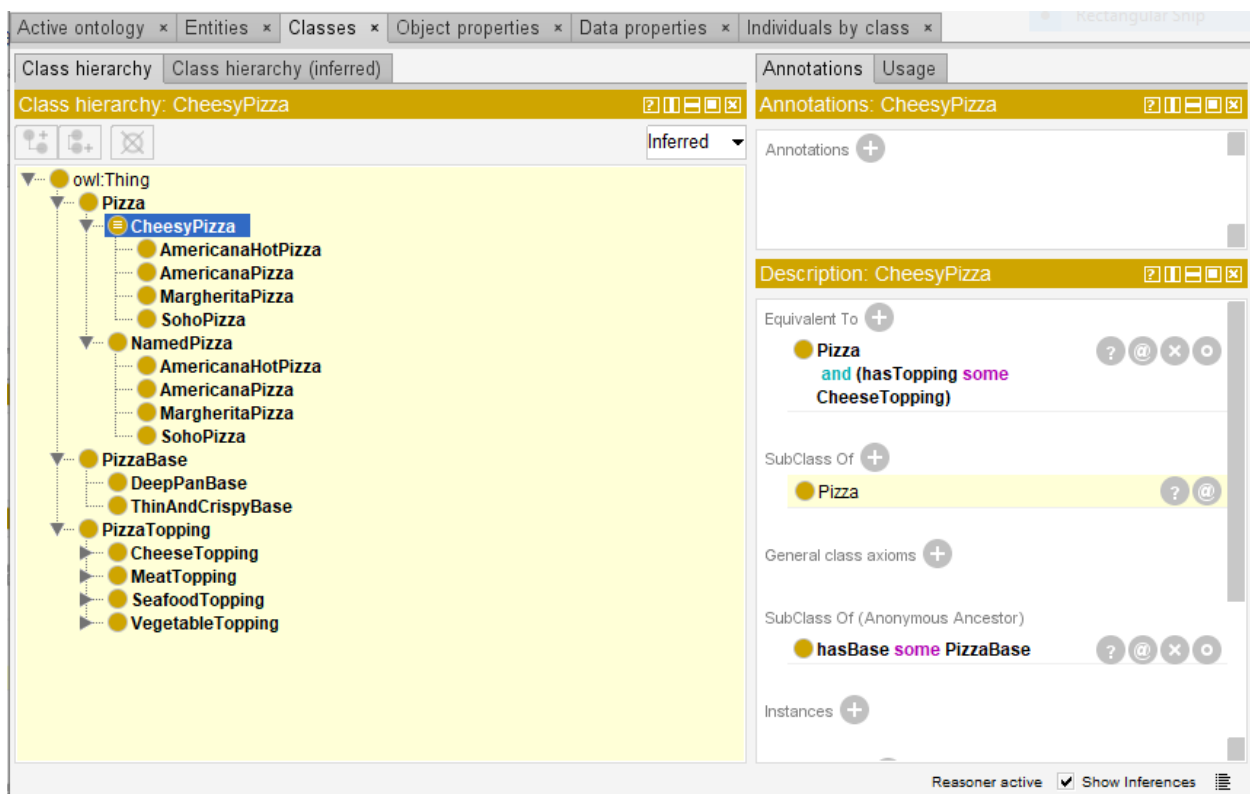 Rectangular Snip
Active ontology × Entities × Classes × Object properties × Data properties × Individuals by class ×
Class hierarchy Class hierarchy (inferred)
Annotations Usage
Class hierarchy: CheesyPizza
Annotations: CheesyPizza
Inferred
Annotations
owl:Thing
Pizza
CheesyPizza
AmericanaHotPizza
AmericanaPizza
MargheritaPizza
SohoPizza
NamedPizza
AmericanaHotPizza
AmericanaPizza
MargheritaPizza
SohoPizza
PizzaBase
DeepPanBase
ThinAndCrispyBase
PizzaTopping
CheeseTopping
MeatTopping
SeafoodTopping
VegetableTopping
Description: CheesyPizza
Equivalent To
Pizza
and (hasTopping some
CheeseTopping)
SubClass Of
Pizza
General class axioms
SubClass Of (Anonymous Ancestor)
hasBase some PizzaBase
Instances
Reasoner active Show Inferences